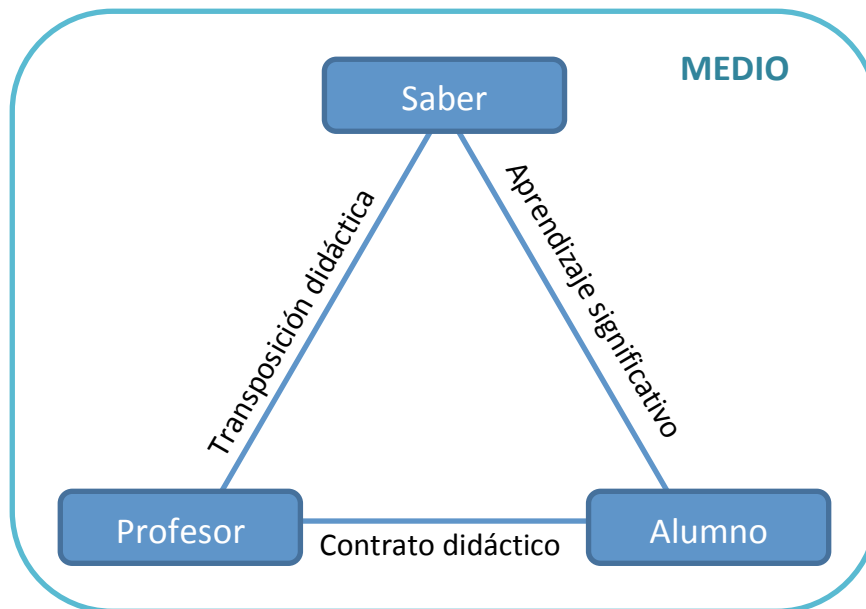 MEDIO
Saber
Transposición didáctica
Aprendizaje significativo
Profesor
Contrato didáctico
Alumno